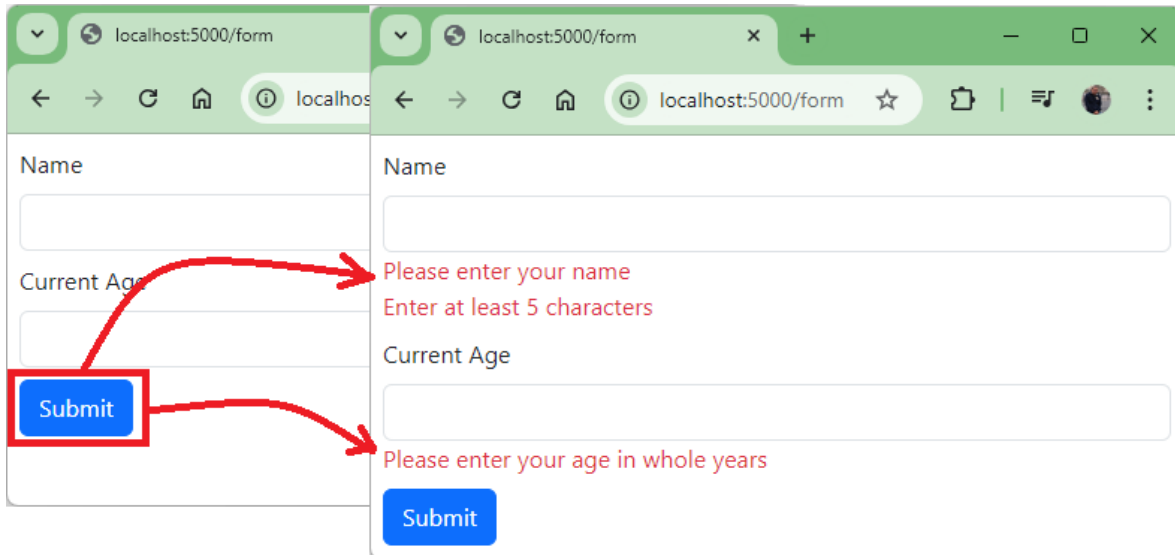 localhost:5000/form
localhos
Name
Current Age
Submit
localhost:5000/form
localhost:5000/form
Name
Please enter your name
Enter at least 5 characters
Current Age
Please enter your age in whole years
Submit